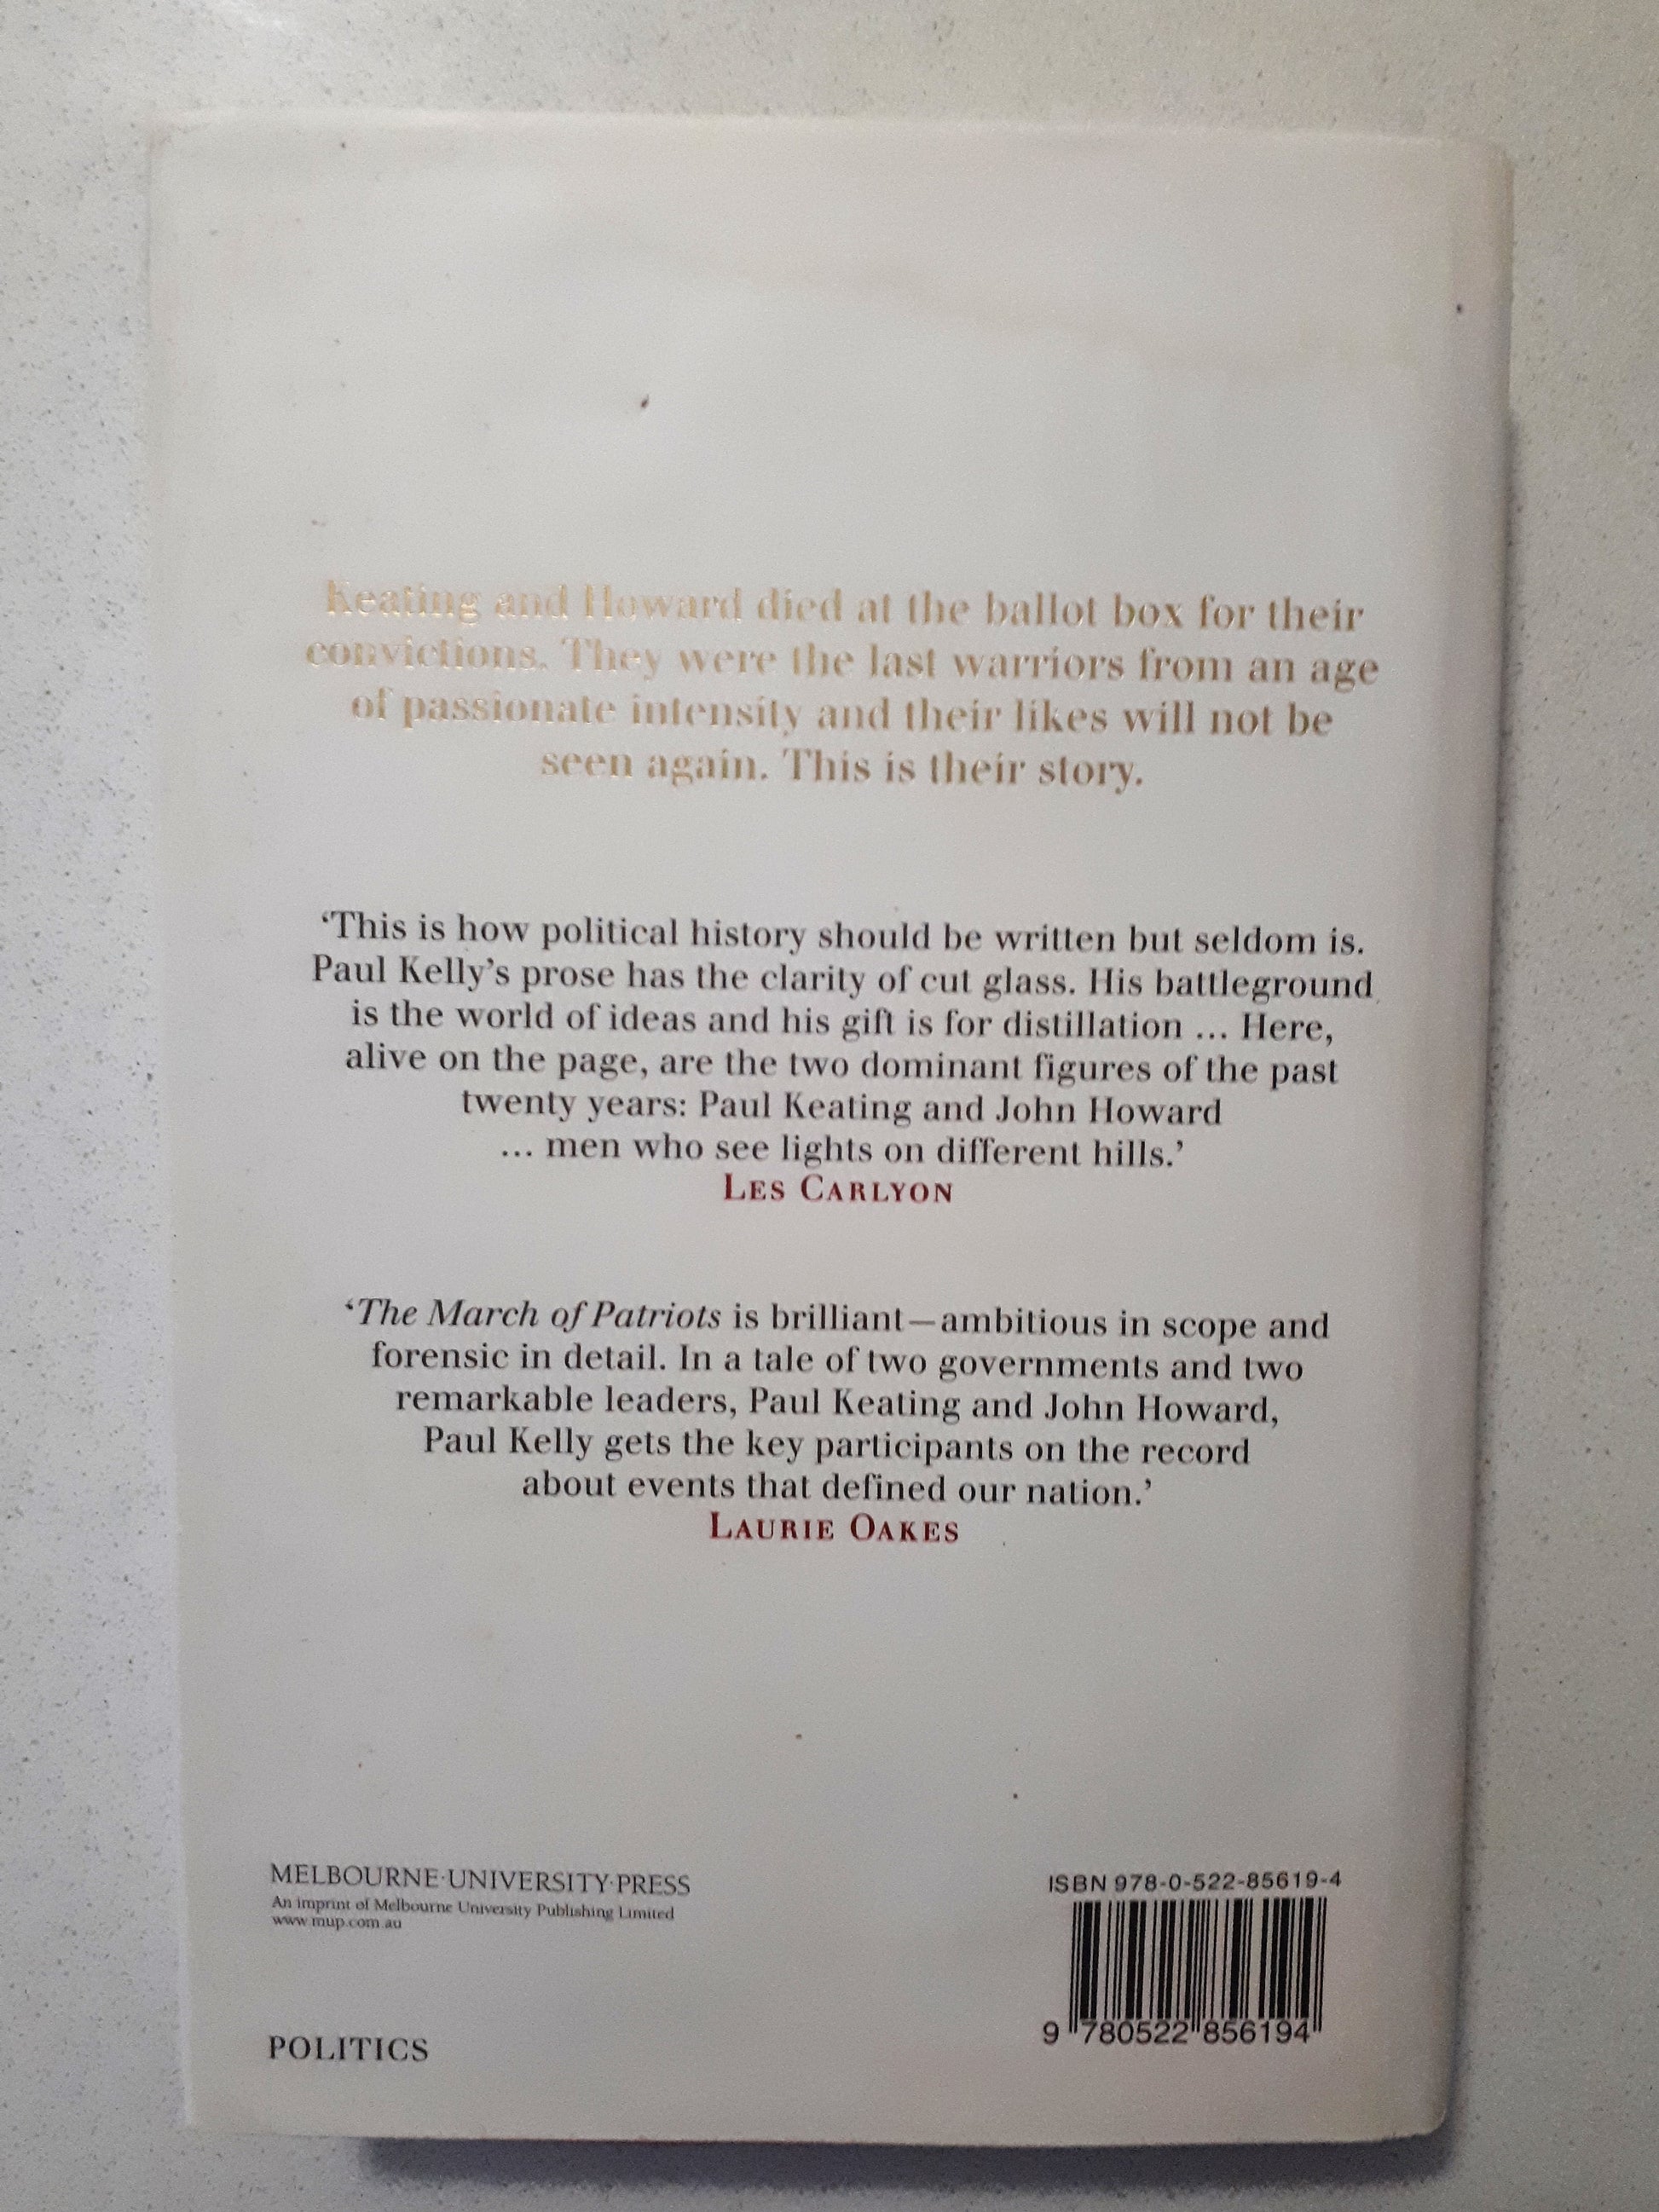 Keating and Howard died at the ballot box for their
convictions. They were the last warriors from an age
of passionate intensity and their likes will not be
seen again. This is their story.
‘This is how political history should be written but seldom is.
Paul Kelly’s prose has the clarity of cut glass. His battleground
is the world of ideas and his gift is for distillation ... Here,
alive on the page, are the two dominant figures of the past
twenty years: Paul Keating and John Howard
... men who see lights on different hills.’
LES CARLYON
‘The March of Patriots is brilliant—ambitious in scope and
forensic in detail. In a tale of two governments and two
remarkable leaders, Paul Keating and John Howard,
Paul Kelly gets the key participants on the record
about events that defined our nation.’
LAURIE OAKES
MELBOURNE·UNIVERSITY·PRESS
An imprint of Melbourne University Publishing Limited
www.mup.com.au
POLITICS
ISBN 978-0-522-85619-4
9 780522 856194